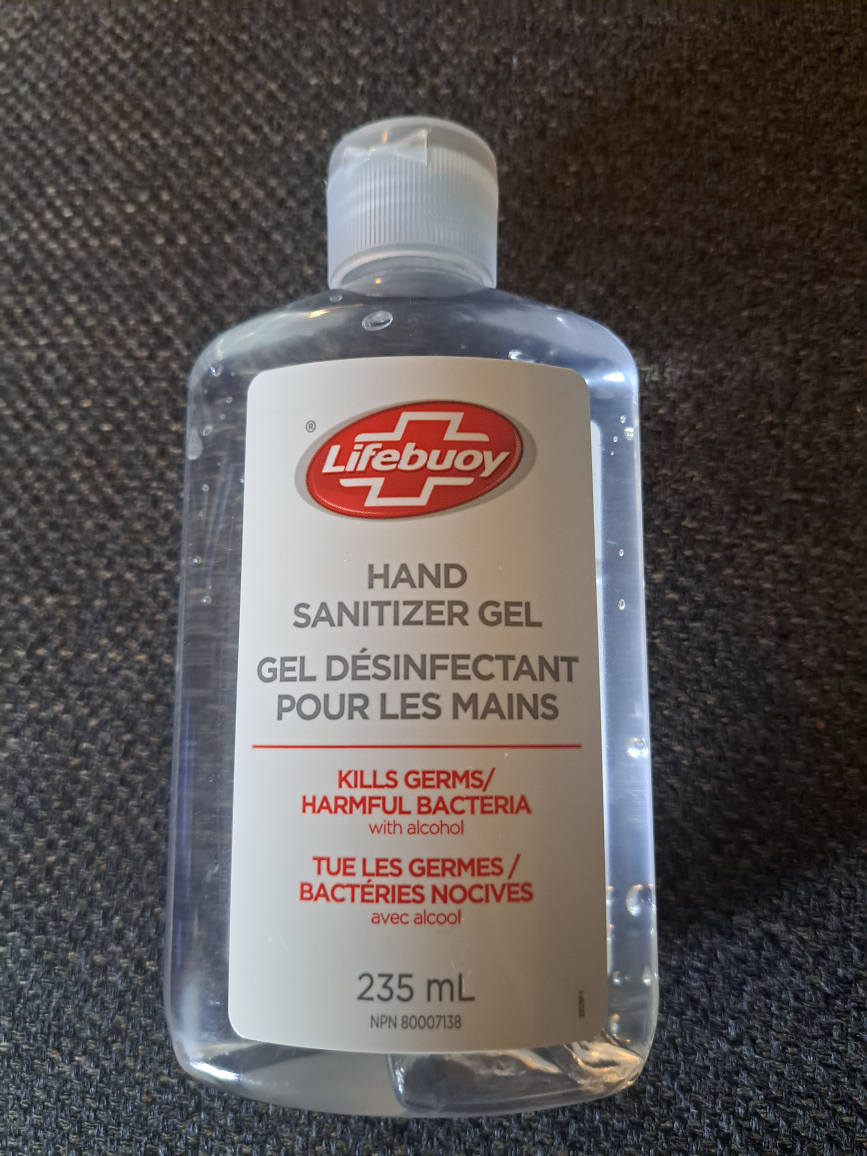 ®
Lifebuoy
HAND
SANITIZER GEL
GEL DÉSINFECTANT
POUR LES MAINS
KILLS GERMS/
HARMFUL BACTERIA
with alcohol
TUE LES GERMES /
BACTÉRIES NOCIVES
avec alcool
235 mL
NPN 80007138